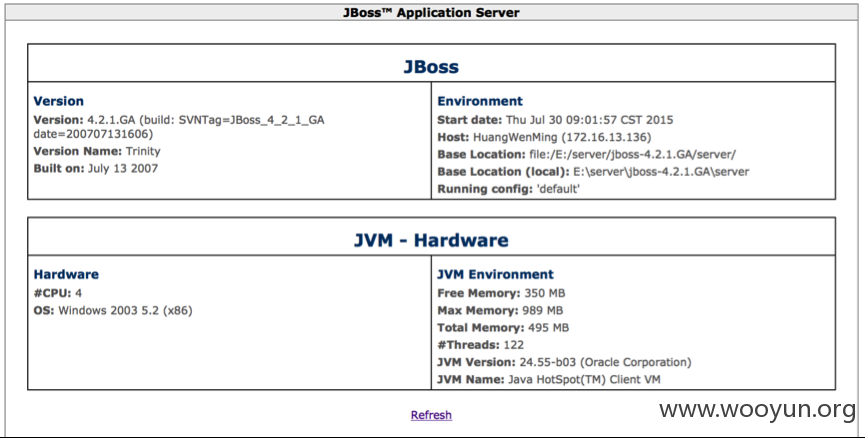 JBoss™ Application Server
JBoss
Version
Version: 4.2.1.GA (build: SVNTag=JBoss_4_2_1_GA
date=200707131606)
Version Name: Trinity
Built on: July 13 2007
Environment
Start date: Thu Jul 30 09:01:57 CST 2015
Host: HuangWenMing (172.16.13.136)
Base Location: file:/E:/server/jboss-4.2.1.GA/server/
Base Location (local): E:\server\jboss-4.2.1.GA\server
Running config: 'default'
JVM - Hardware
Hardware
#CPU: 4
OS: Windows 2003 5.2 (x86)
JVM Environment
Free Memory: 350 MB
Max Memory: 989 MB
Total Memory: 495 MB
#Threads: 122
JVM Version: 24.55-b03 (Oracle Corporation)
JVM Name: Java HotSpot(TM) Client VM
Refresh
www.wooyun.org